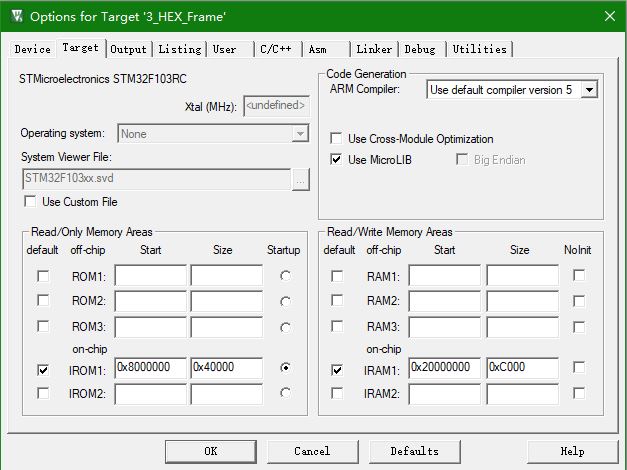 Options for Target '3_HEX_Frame'
Device Target Output Listing User C/C++ Asm Linker Debug Utilities
STMicroelectronics STM32F103RC
Xtal (MHz): <undefined>
Operating system: None
System Viewer File:
STM32F103xx.svd ...
Use Custom File
Code Generation
ARM Compiler: Use default compiler version 5
Use Cross-Module Optimization
Use MicroLIB Big Endian
Read/Only Memory Areas
default off-chip Start Size Startup
ROM1:
ROM2:
ROM3:
on-chip
IROM1: 0x8000000 0x40000
IROM2:
Read/Write Memory Areas
default off-chip Start Size NoInit
RAM1:
RAM2:
RAM3:
on-chip
IRAM1: 0x20000000 0xC000
IRAM2:
OK Cancel Defaults Help